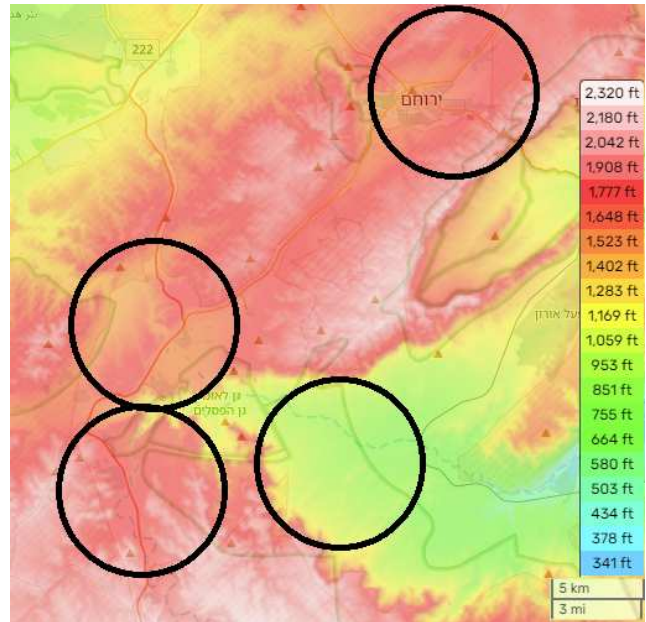 222
ירוחם
פעל אורון
גן לאומ
גן הפסלים
2,320 ft
2,180 ft
2,042 ft
1,908 ft
1,777 ft
1,648 ft
1,523 ft
1,402 ft
1,283 ft
1,169 ft
1,059 ft
953 ft
851 ft
755 ft
664 ft
580 ft
503 ft
434 ft
378 ft
341 ft
5 km
3 mi